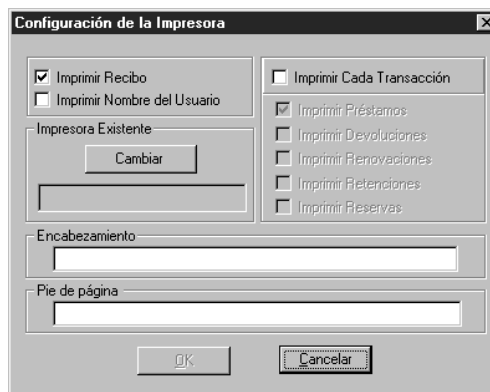 Configuración de la Impresora
Imprimir Recibo
Imprimir Nombre del Usuario
Impresora Existente
Cambiar
Imprimir Cada Transacción
Imprimir Préstamos
Imprimir Devoluciones
Imprimir Renovaciones
Imprimir Retenciones
Imprimir Reservas
Encabezamiento
Pie de página
OK
Cancelar